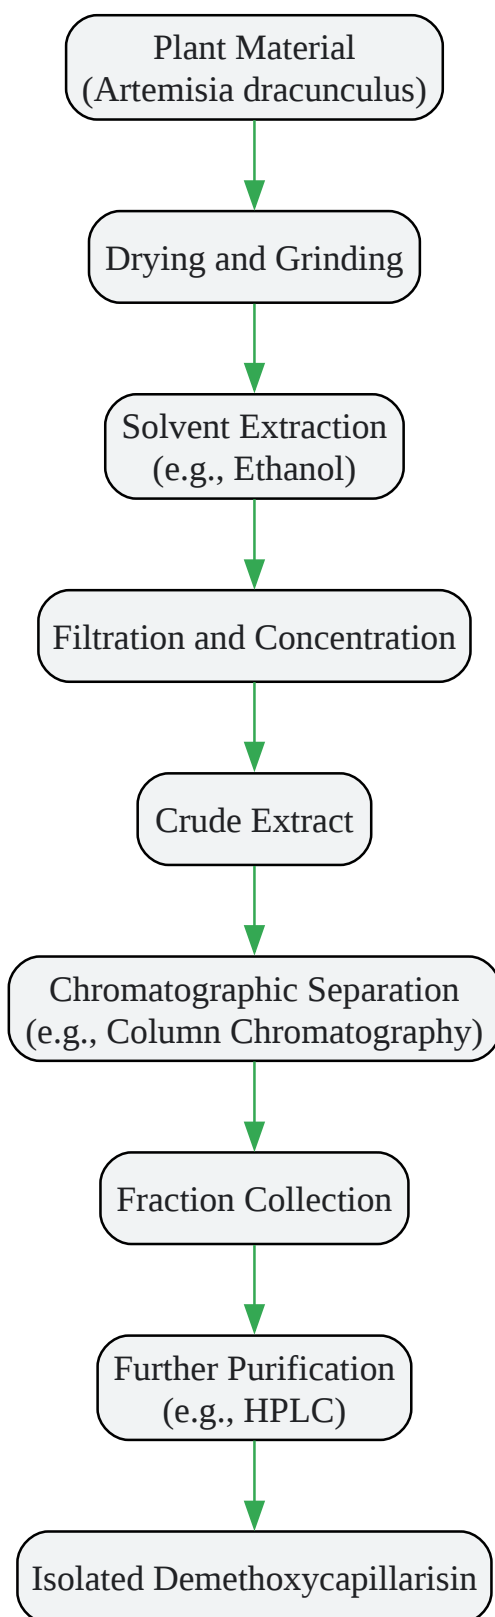 Plant Material
(Artemisia dracunculus)
Drying and Grinding
Solvent Extraction
(e.g., Ethanol)
Filtration and Concentration
Crude Extract
Chromatographic Separation
(e.g., Column Chromatography)
Fraction Collection
Further Purification
(e.g., HPLC)
Isolated Demethoxycapillarisin